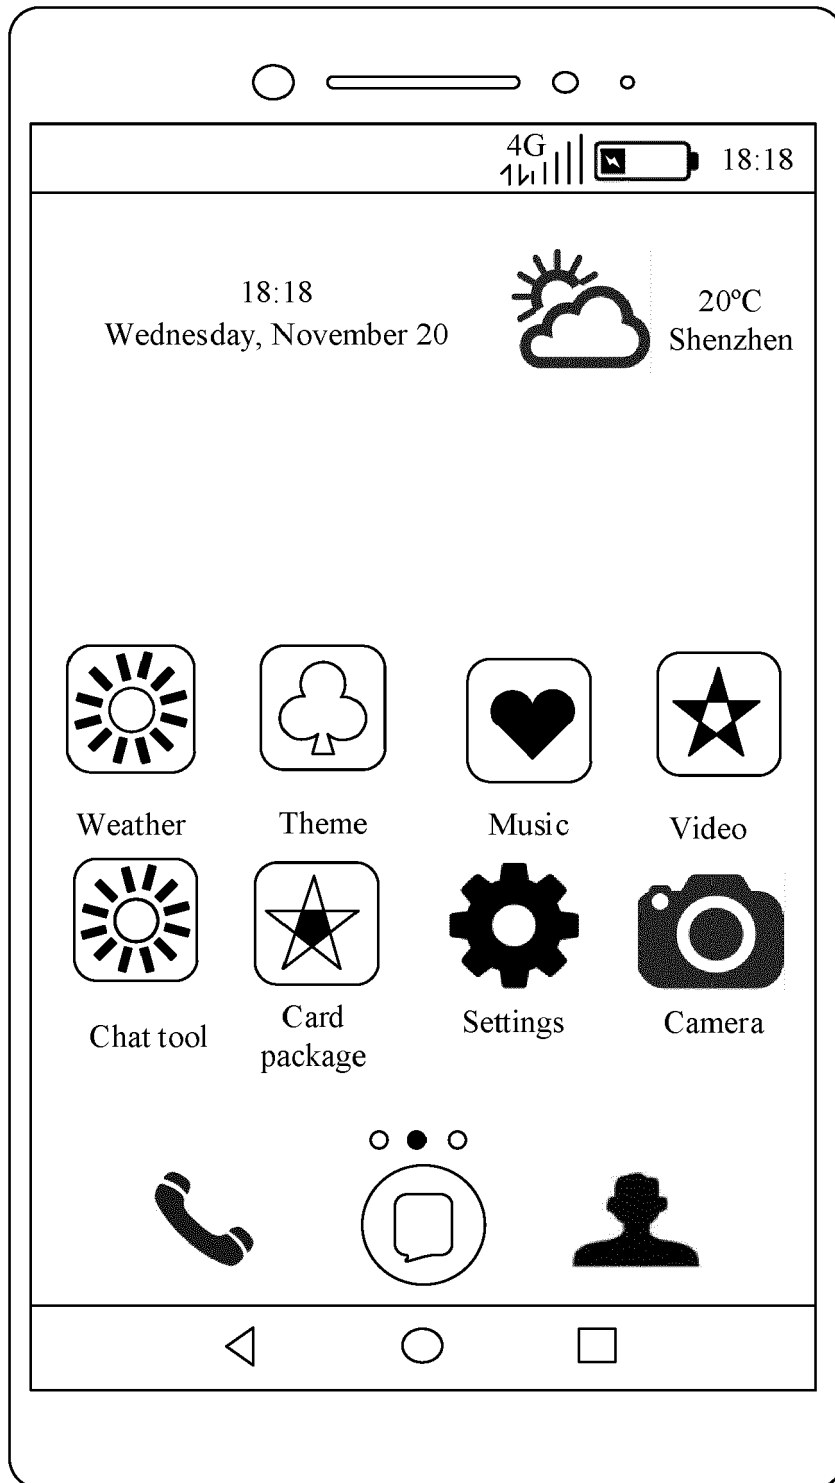 4G
18:18
18:18
Wednesday, November 20
20ºC
Shenzhen
Weather
Theme
Music
Video
Chat tool
Card
package
Settings
Camera